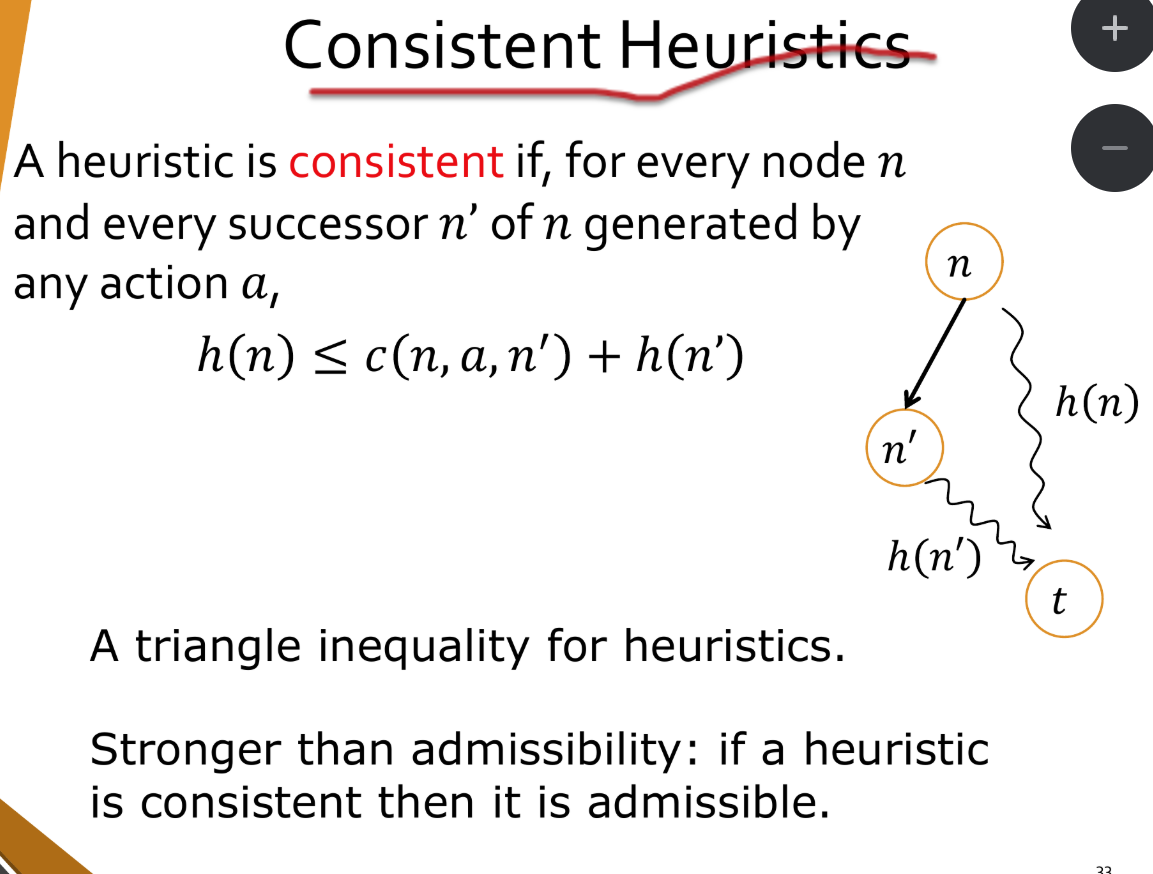 Consistent Heuristics
A heuristic is consistent if, for every node n
and every successor n’ of n generated by
any action a,
h(n) ≤ c(n, a, n′) + h(n’)
n
h(n)
n′
h(n′)
t
A triangle inequality for heuristics.
Stronger than admissibility: if a heuristic
is consistent then it is admissible.
33